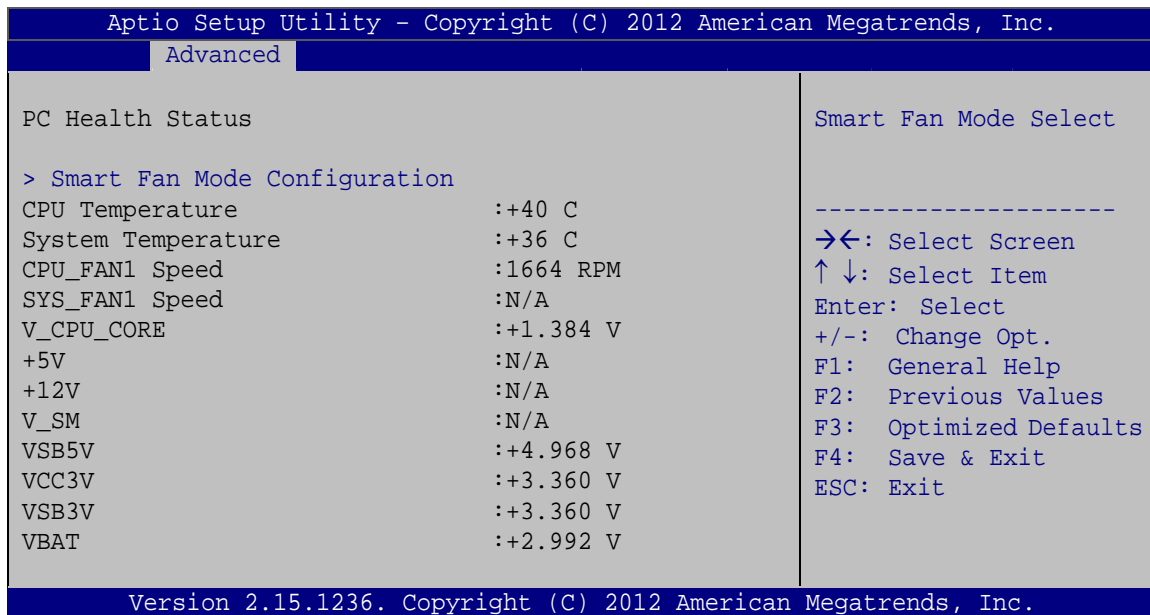 Aptio Setup Utility – Copyright (C) 2012 American Megatrends, Inc.
Advanced
PC Health Status
> Smart Fan Mode Configuration
CPU Temperature :+40 C
System Temperature :+36 C
CPU_FAN1 Speed :1664 RPM
SYS_FAN1 Speed :N/A
V_CPU_CORE :+1.384 V
+5V :N/A
+12V :N/A
V_SM :N/A
VSB5V :+4.968 V
VCC3V :+3.360 V
VSB3V :+3.360 V
VBAT :+2.992 V
Smart Fan Mode Select
---------------------
→←: Select Screen
↑ ↓: Select Item
Enter: Select
+/-: Change Opt.
F1: General Help
F2: Previous Values
F3: Optimized Defaults
F4: Save & Exit
ESC: Exit
Version 2.15.1236. Copyright (C) 2012 American Megatrends, Inc.